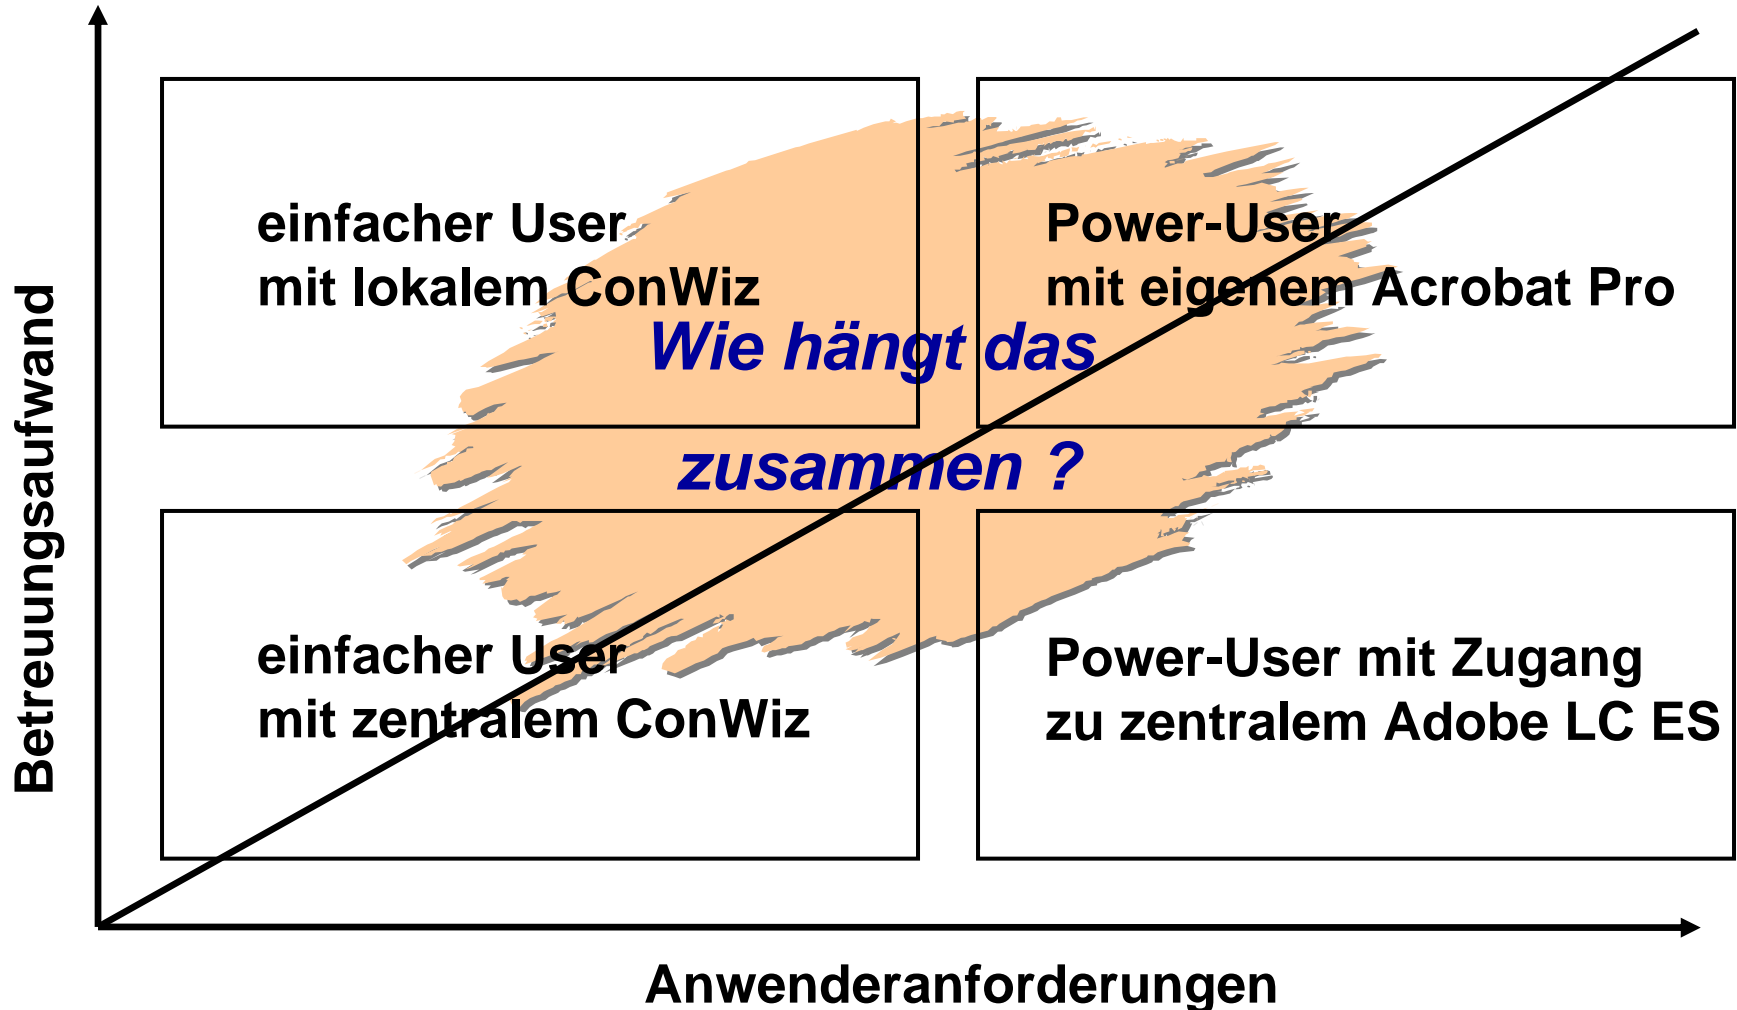 einfacher User
mit lokalem ConWiz
Power-User
mit eigenem Acrobat Pro
Wie hängt das
zusammen ?
einfacher User
mit zentralem ConWiz
Power-User mit Zugang
zu zentralem Adobe LC ES
Betreuungsaufwand
Anwenderanforderungen